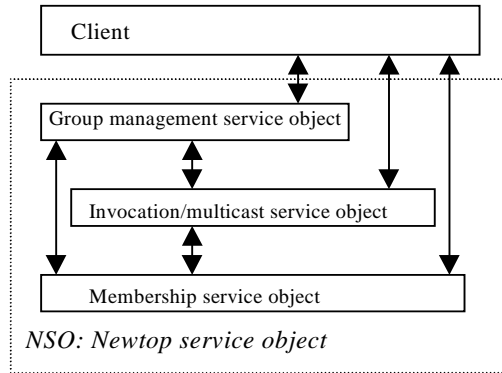 Client
Group management service object
Invocation/multicast service object
Membership service object
NSO: Newtop service object